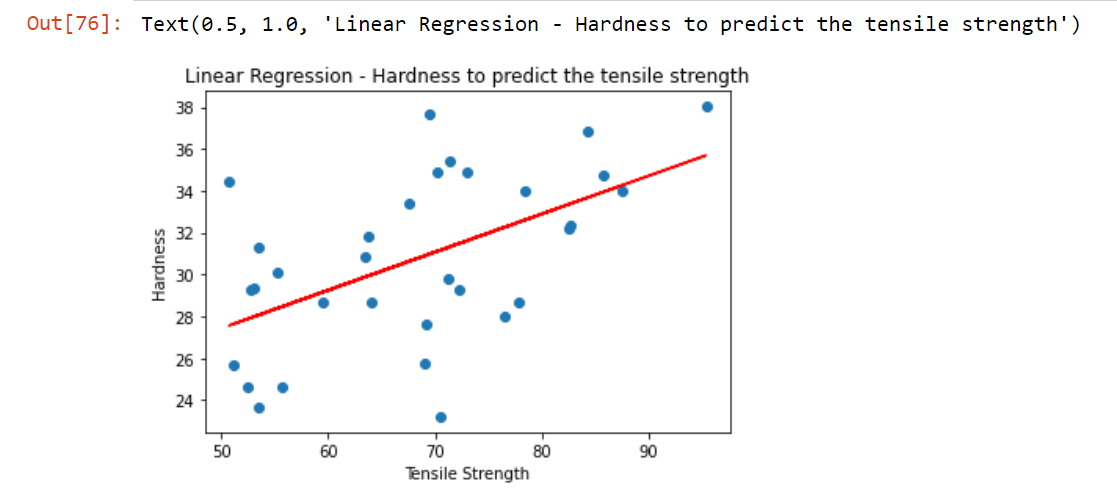 Out[76]: Text(0.5, 1.0, 'Linear Regression - Hardness to predict the tensile strength')
Linear Regression - Hardness to predict the tensile strength
38
36
34
32
30
28
26
24
Hardness
50 60 70 80 90
Tensile Strength